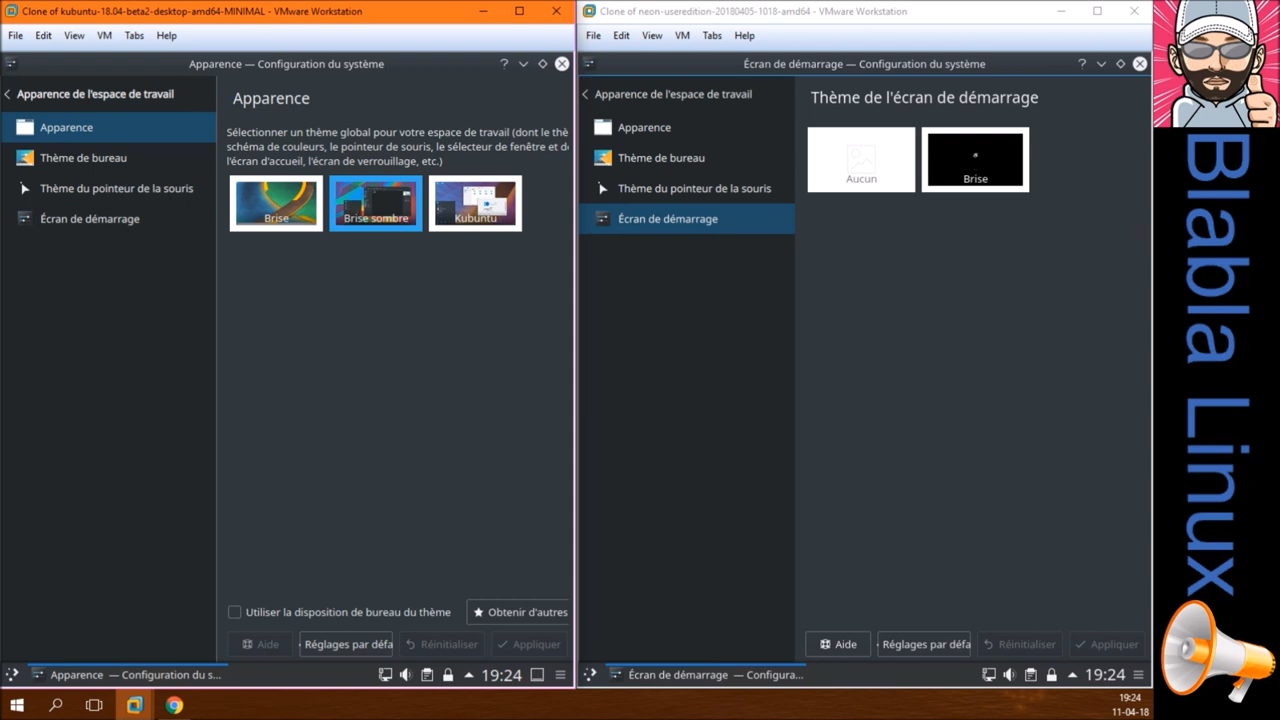 Clone of kubuntu-18.04-beta2-desktop-amd64-MINIMAL - VMware Workstation
File Edit View VM Tabs Help
Apparence — Configuration du système
Apparence de l'espace de travail
Apparence
Thème de bureau
Thème du pointeur de la souris
Écran de démarrage
Apparence
Sélectionner un thème global pour votre espace de travail (dont le thè
schéma de couleurs, le pointeur de souris, le sélecteur de fenêtre et de
l'écran d'accueil, l'écran de verrouillage, etc.)
Brise
Brise sombre
Kubuntu
Utiliser la disposition de bureau du thème
Obtenir d'autres
Aide
Réglages par défa
Réinitialiser
Appliquer
Apparence — Configuration du s...
19:24
Clone of neon-useredition-20180405-1018-amd64 - VMware Workstation
File Edit View VM Tabs Help
Écran de démarrage — Configuration du système
Apparence de l'espace de travail
Apparence
Thème de bureau
Thème du pointeur de la souris
Écran de démarrage
Thème de l'écran de démarrage
Aucun
Brise
Aide
Réglages par défa
Réinitialiser
Appliquer
Écran de démarrage — Configura...
19:24
Blabla Linux
19:24
11-04-18